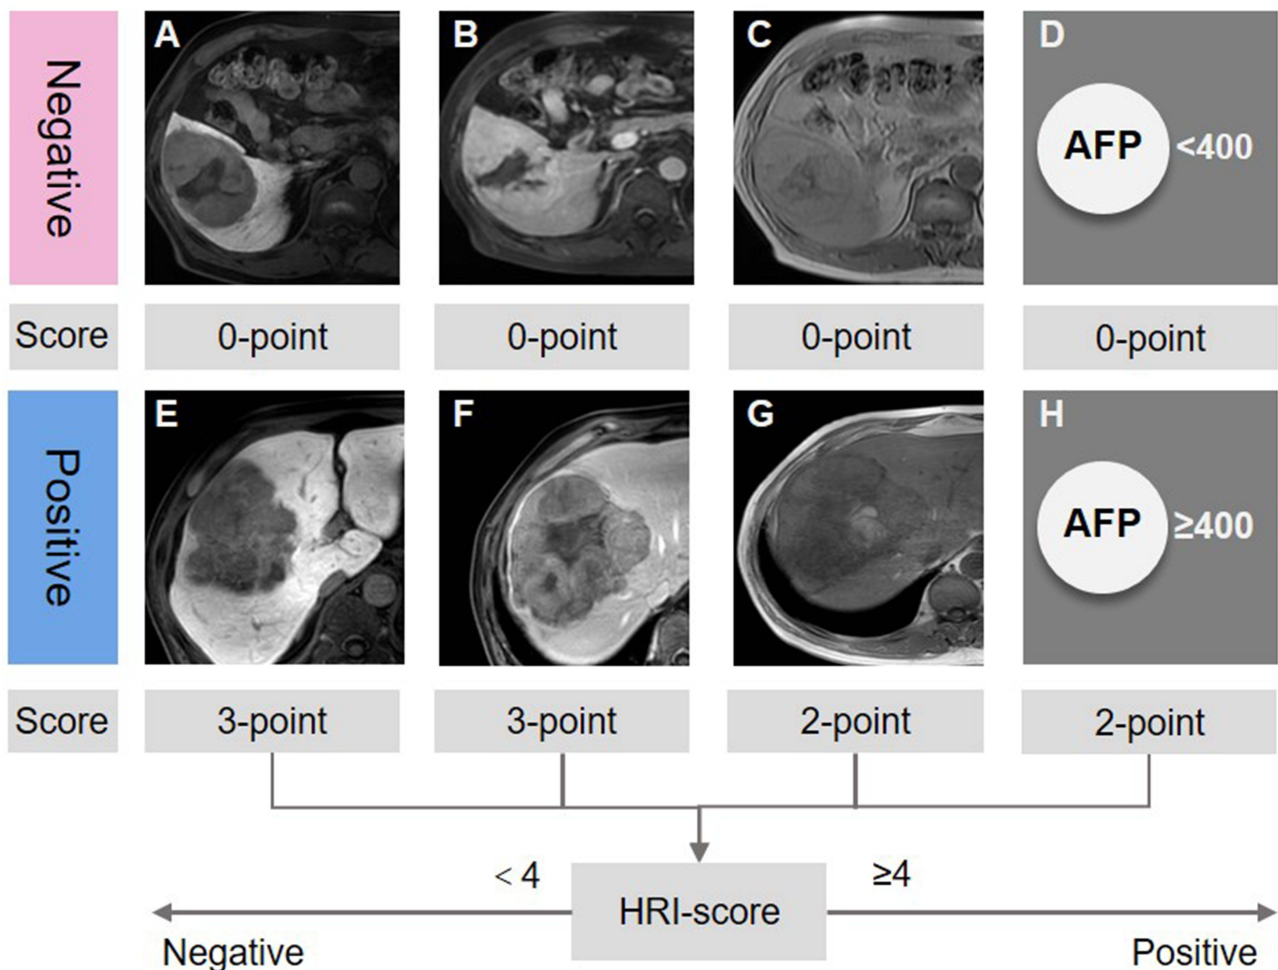 Negative
A
B
C
D
AFP <400
Score
0-point
0-point
0-point
0-point
Positive
E
F
G
H
AFP ≥400
Score
3-point
3-point
2-point
2-point
< 4
HRI-score
≥4
Negative
Positive